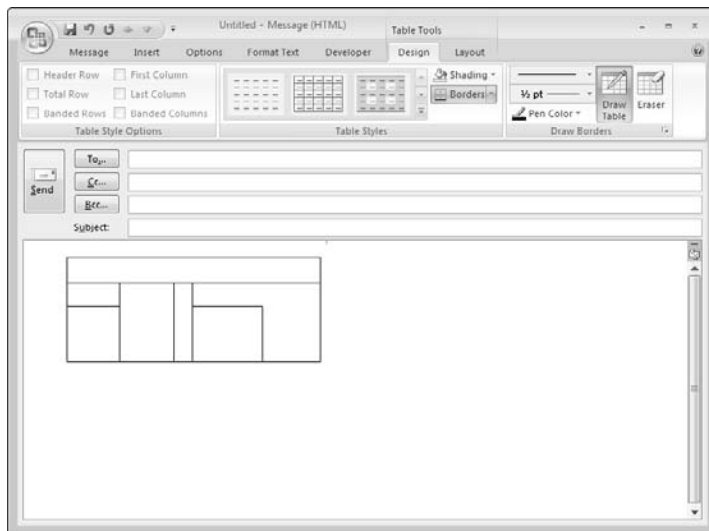 Untitled - Message (HTML) Table Tools
Message Insert Options Format Text Developer Design Layout
Header Row First Column Shading
Total Row Last Column Borders ½ pt
Banded Rows Banded Columns Pen Color Draw Table Eraser
Table Style Options Table Styles Draw Borders
To...
Send Cc...
Bcc...
Subject: